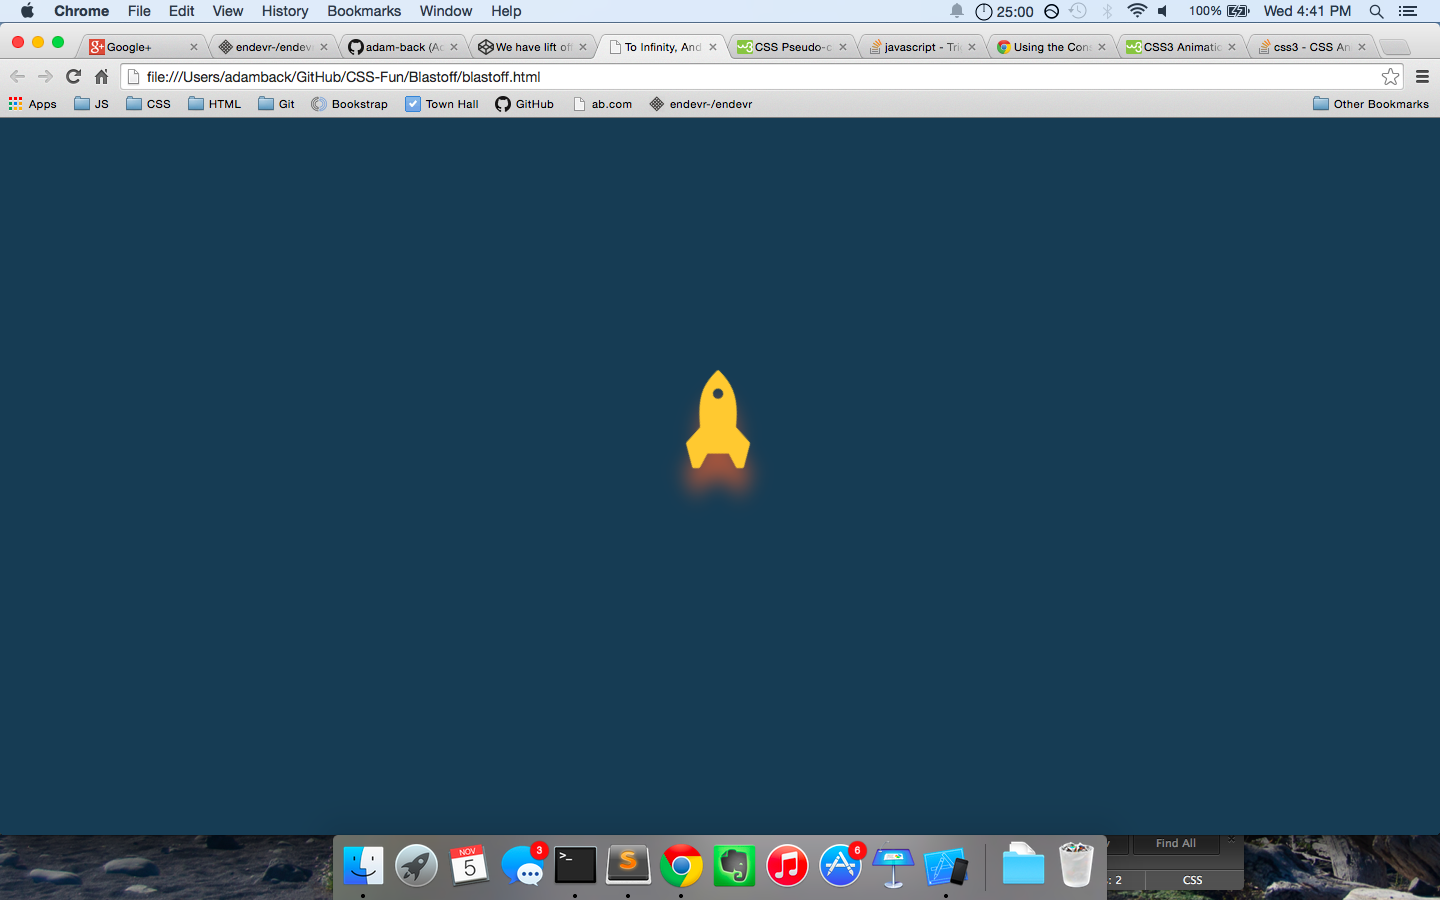 Chrome File Edit View History Bookmarks Window Help 25:00 100% Wed 4:41 PM
Google+ endevr-/endev adam-back (Ac We have lift of To Infinity, And CSS Pseudo-c javascript - Tri Using the Con CSS3 Animatic css3 - CSS An
file:///Users/adamback/GitHub/CSS-Fun/Blastoff/blastoff.html
Apps JS CSS HTML Git Bookstrap Town Hall GitHub ab.com endevr-/endevr Other Bookmarks
Find All
NOV
5
3
>_
S
6
: 2 CSS